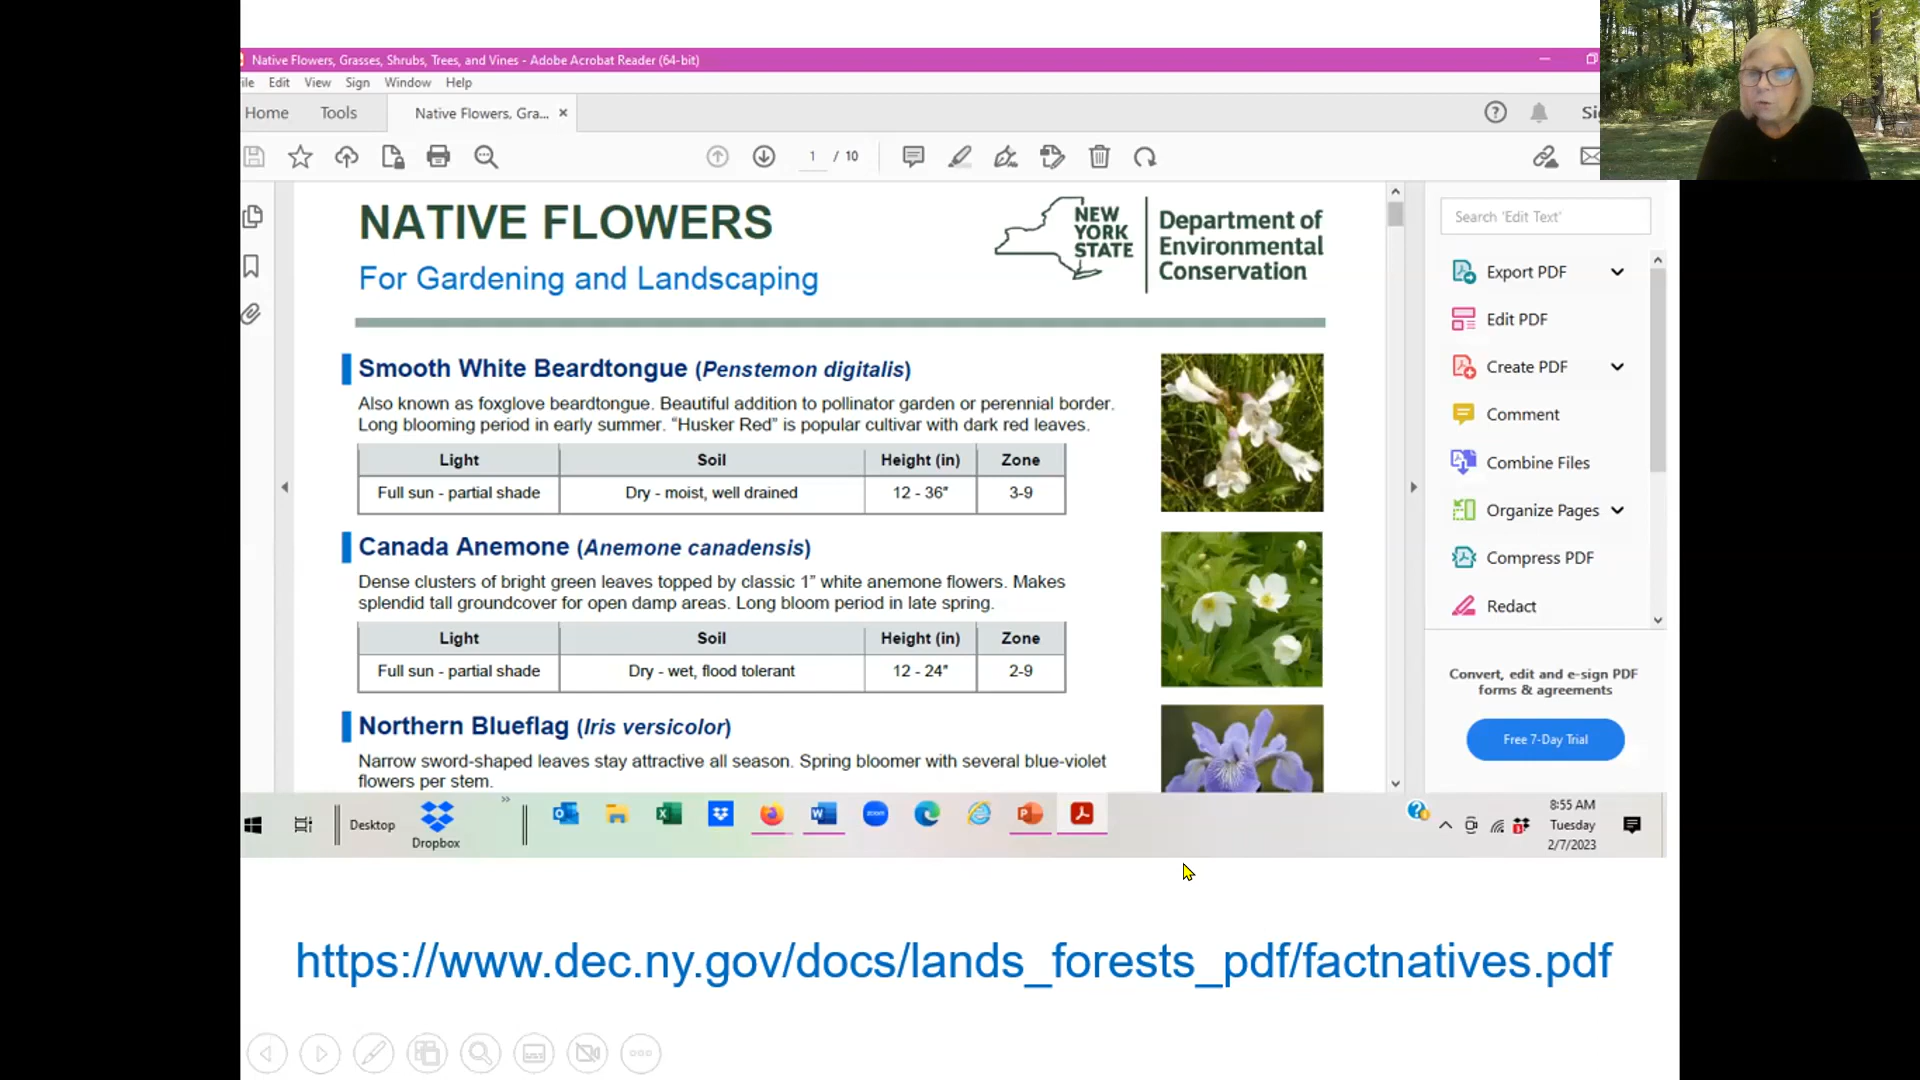 Native Flowers, Grasses, Shrubs, Trees, and Vines - Adobe Acrobat Reader (64-bit)
ile Edit View Sign Window Help
Home Tools Native Flowers, Gra... × Si
1 / 10
NATIVE FLOWERS
For Gardening and Landscaping
NEW
YORK
STATE
Department of
Environmental
Conservation
Smooth White Beardtongue (Penstemon digitalis)
Also known as foxglove beardtongue. Beautiful addition to pollinator garden or perennial border.
Long blooming period in early summer. “Husker Red” is popular cultivar with dark red leaves.
Light Soil Height (in) Zone
Full sun - partial shade Dry - moist, well drained 12 - 36" 3-9
Canada Anemone (Anemone canadensis)
Dense clusters of bright green leaves topped by classic 1” white anemone flowers. Makes
splendid tall groundcover for open damp areas. Long bloom period in late spring.
Light Soil Height (in) Zone
Full sun - partial shade Dry - wet, flood tolerant 12 - 24" 2-9
Northern Blueflag (Iris versicolor)
Narrow sword-shaped leaves stay attractive all season. Spring bloomer with several blue-violet
flowers per stem.
Search 'Edit Text'
Export PDF
Edit PDF
Create PDF
Comment
Combine Files
Organize Pages
Compress PDF
Redact
Convert, edit and e-sign PDF
forms & agreements
Free 7-Day Trial
Desktop
Dropbox
zoom
8:55 AM
Tuesday
2/7/2023
https://www.dec.ny.gov/docs/lands_forests_pdf/factnatives.pdf